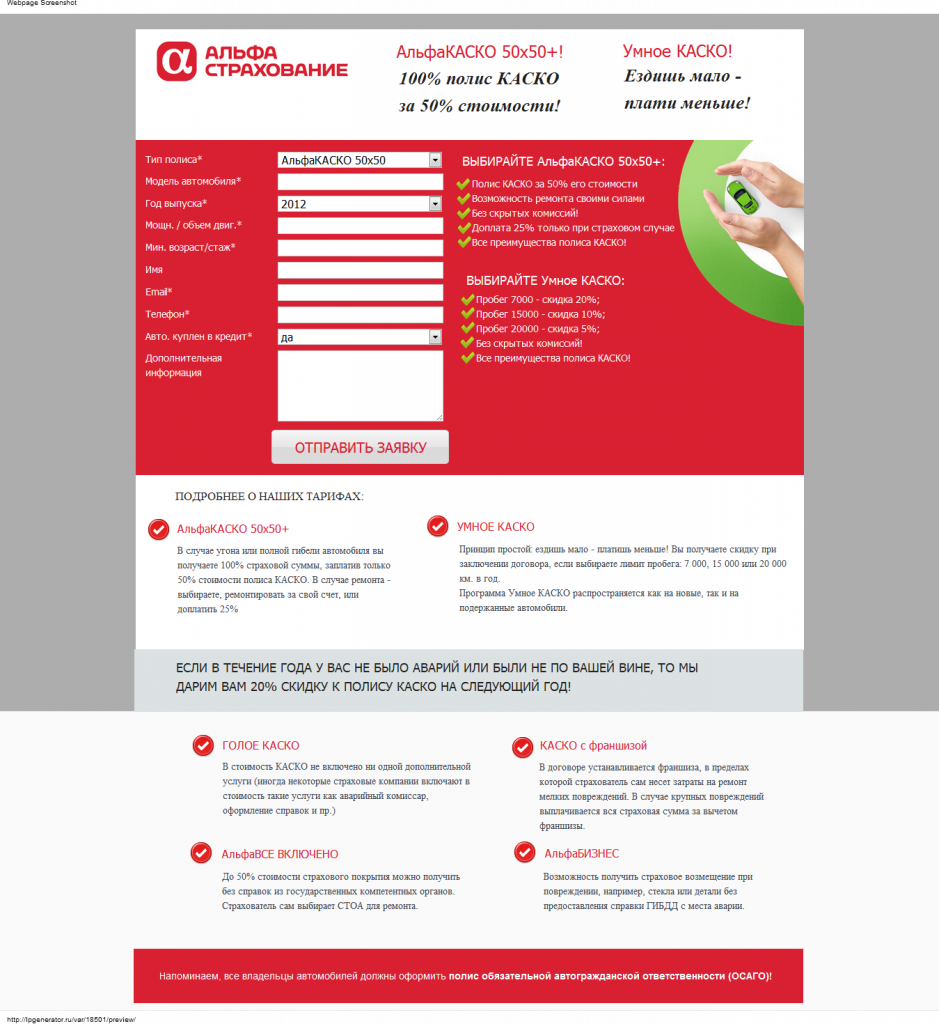 Webpage Screenshot
АЛЬФА
СТРАХОВАНИЕ
АльфаКАСКО 50х50+!
100% полис КАСКО
за 50% стоимости!
Умное КАСКО!
Ездишь мало -
плати меньше!
Тип полиса*
АльфаКАСКО 50х50
Модель автомобиля*
Год выпуска*
2012
Мощн. / объем двиг.*
Мин. возраст/стаж*
Имя
Email*
Телефон*
Авто. куплен в кредит*
да
Дополнительная
информация
ОТПРАВИТЬ ЗАЯВКУ
ВЫБИРАЙТЕ АльфаКАСКО 50х50+:
Полис КАСКО за 50% его стоимости
Возможность ремонта своими силами
Без скрытых комиссий!
Доплата 25% только при страховом случае
Все преимущества полиса КАСКО!
ВЫБИРАЙТЕ Умное КАСКО:
Пробег 7000 - скидка 20%;
Пробег 15000 - скидка 10%;
Пробег 20000 - скидка 5%;
Без скрытых комиссий!
Все преимущества полиса КАСКО!
ПОДРОБНЕЕ О НАШИХ ТАРИФАХ:
АльфаКАСКО 50х50+
В случае угона или полной гибели автомобиля вы
получаете 100% страховой суммы, заплатив только
50% стоимости полиса КАСКО. В случае ремонта -
выбираете, ремонтировать за свой счет, или
доплатить 25%
УМНОЕ КАСКО
Принцип простой: ездишь мало - платишь меньше! Вы получаете скидку при
заключении договора, если выбираете лимит пробега: 7 000, 15 000 или 20 000
км. в год.
Программа Умное КАСКО распространяется как на новые, так и на
подержанные автомобили.
ЕСЛИ В ТЕЧЕНИЕ ГОДА У ВАС НЕ БЫЛО АВАРИЙ ИЛИ БЫЛИ НЕ ПО ВАШЕЙ ВИНЕ, ТО МЫ
ДАРИМ ВАМ 20% СКИДКУ К ПОЛИСУ КАСКО НА СЛЕДУЮЩИЙ ГОД!
ГОЛОЕ КАСКО
В стоимость КАСКО не включено ни одной дополнительной
услуги (иногда некоторые страховые компании включают в
стоимость такие услуги как аварийный комиссар,
оформление справок и пр.)
КАСКО с франшизой
В договоре устанавливается франшиза, в пределах
которой страхователь сам несет затраты на ремонт
мелких повреждений. В случае крупных повреждений
выплачивается вся страховая сумма за вычетом
франшизы.
АльфаВСЕ ВКЛЮЧЕНО
До 50% стоимости страхового покрытия можно получить
без справок из государственных компетентных органов.
Страхователь сам выбирает СТОА для ремонта.
АльфаБИЗНЕС
Возможность получить страховое возмещение при
повреждении, например, стекла или детали без
предоставления справки ГИБДД с места аварии.
Напоминаем, все владельцы автомобилей должны оформить полис обязательной автогражданской ответственности (ОСАГО)!
http://lpgenerator.ru/var/18501/preview/